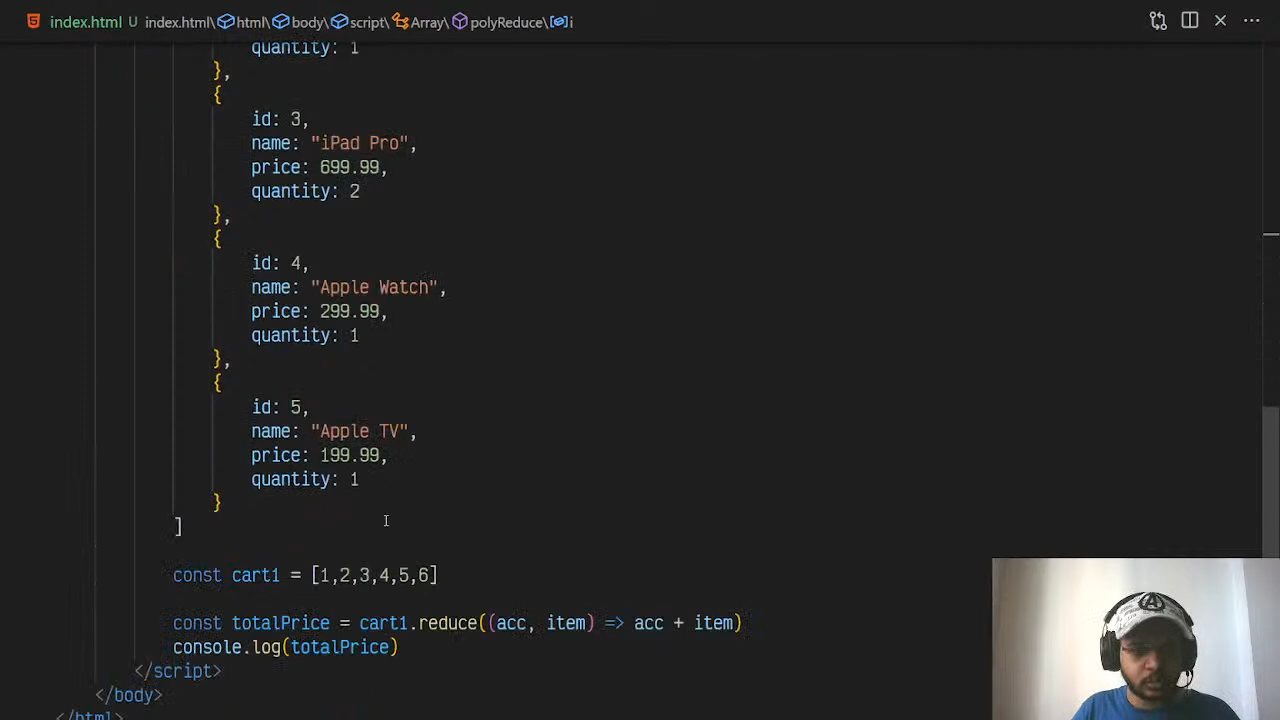 index.html U index.html\html\body\script\Array\polyReduce\i
quantity: 1
},
{
id: 3,
name: "iPad Pro",
price: 699.99,
quantity: 2
},
{
id: 4,
name: "Apple Watch",
price: 299.99,
quantity: 1
},
{
id: 5,
name: "Apple TV",
price: 199.99,
quantity: 1
}
]
const cart1 = [1,2,3,4,5,6]
const totalPrice = cart1.reduce((acc, item) => acc + item)
console.log(totalPrice)
</script>
</body>
</html>